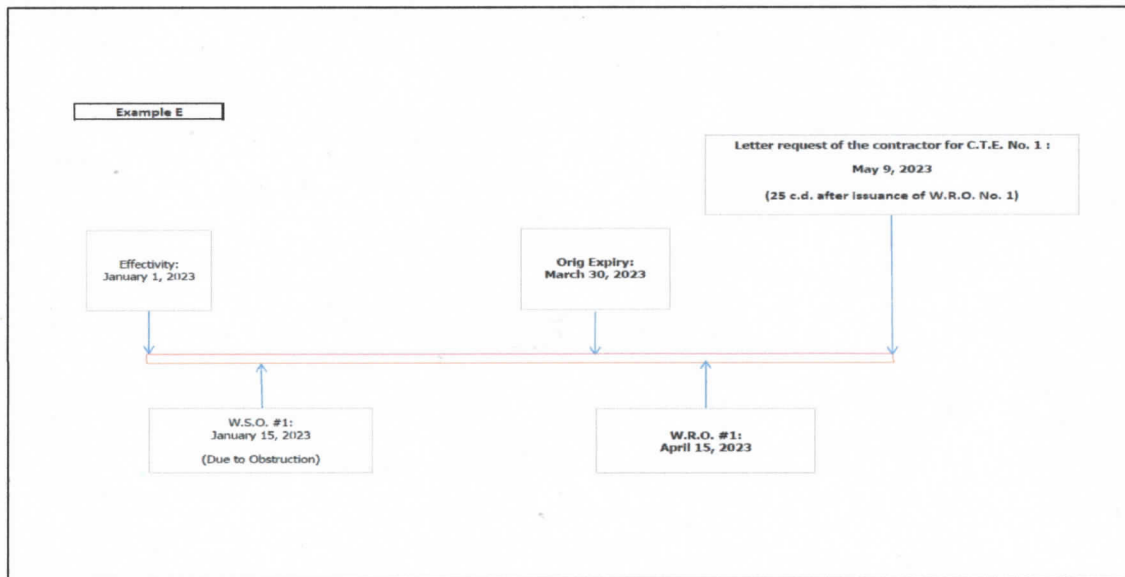 Example E
Letter request of the contractor for C.T.E. No. 1 :
May 9, 2023
(25 c.d. after issuance of W.R.O. No. 1)
Effectivity:
January 1, 2023
Orig Expiry:
March 30, 2023
W.S.O. #1:
January 15, 2023
(Due to Obstruction)
W.R.O. #1:
April 15, 2023